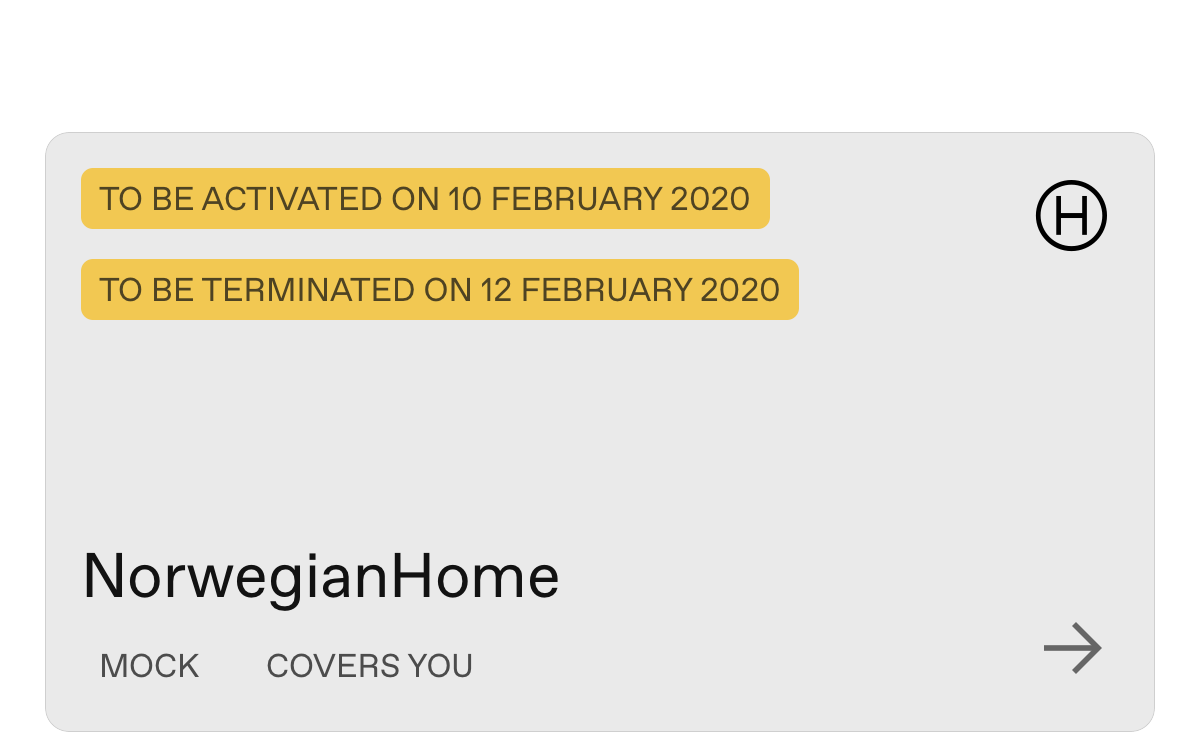 TO BE ACTIVATED ON 10 FEBRUARY 2020
H
TO BE TERMINATED ON 12 FEBRUARY 2020
NorwegianHome
MOCK COVERS YOU